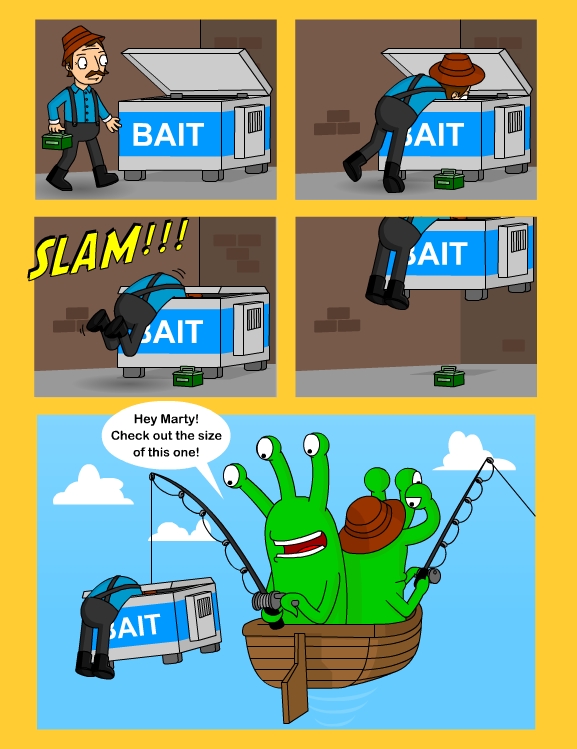 BAIT
BAIT
SLAM!!!
BAIT
BAIT
Hey Marty!
Check out the size
of this one!
BAIT